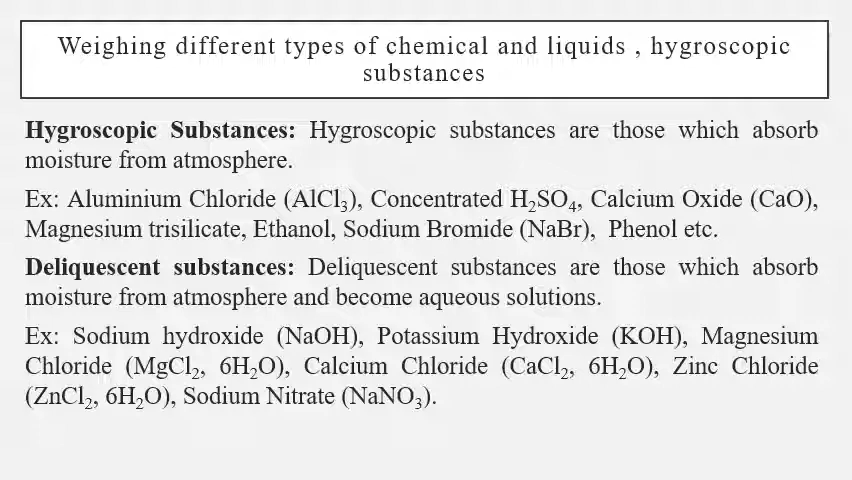 Weighing different types of chemical and liquids , hygroscopic
substances
Hygroscopic Substances: Hygroscopic substances are those which absorb
moisture from atmosphere.
Ex: Aluminium Chloride (AlCl₃), Concentrated H₂SO₄, Calcium Oxide (CaO),
Magnesium trisilicate, Ethanol, Sodium Bromide (NaBr),  Phenol etc.
Deliquescent substances: Deliquescent substances are those which absorb
moisture from atmosphere and become aqueous solutions.
Ex: Sodium hydroxide (NaOH), Potassium Hydroxide (KOH), Magnesium
Chloride (MgCl₂, 6H₂O), Calcium Chloride (CaCl₂, 6H₂O), Zinc Chloride
(ZnCl₂, 6H₂O), Sodium Nitrate (NaNO₃).